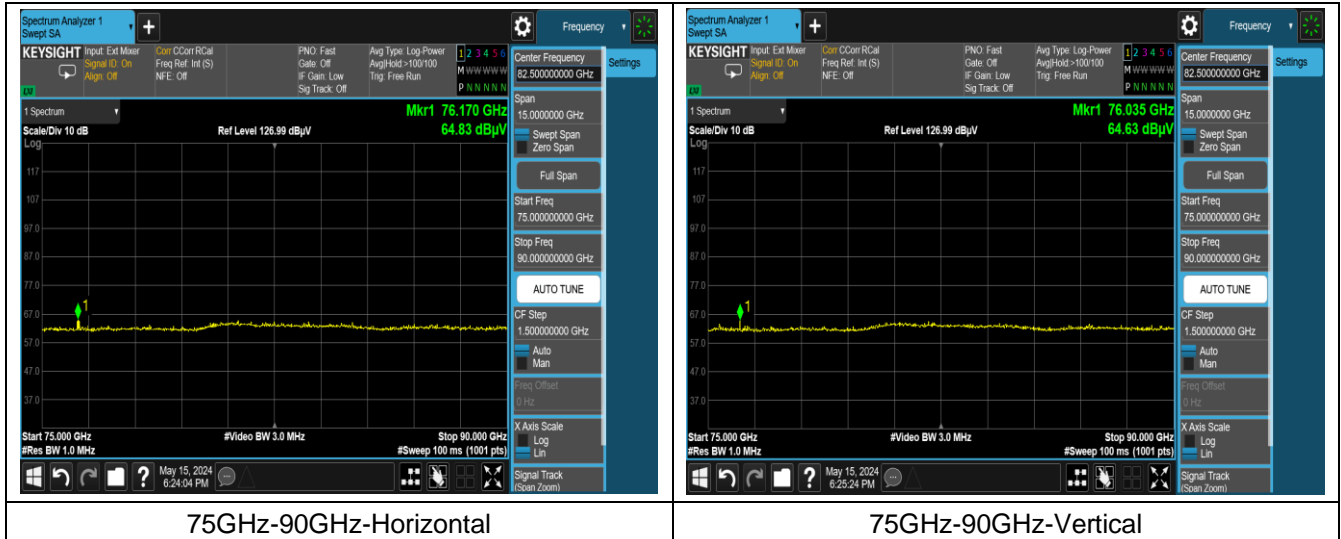 Spectrum Analyzer 1
Swept SA
+
Frequency
KEYSIGHT
Input: Ext Mixer
Signal ID: On
Align: Off
Corr CCorr RCal
Freq Ref: Int (S)
NFE: Off
PNO: Fast
Gate: Off
IF Gain: Low
Sig Track: Off
Avg Type: Log-Power
Avg|Hold:>100/100
Trig: Free Run
1 2 3 4 5 6
M W W W W W
P N N N N N
LXI
1 Spectrum
Mkr1 76.170 GHz
Scale/Div 10 dB
Ref Level 126.99 dBµV
64.83 dBµV
Log
117
107
97.0
87.0
77.0
67.0
57.0
47.0
37.0
1
Start 75.000 GHz
#Video BW 3.0 MHz
Stop 90.000 GHz
#Res BW 1.0 MHz
#Sweep 100 ms (1001 pts)
?
May 15, 2024
6:24:04 PM
Center Frequency
82.500000000 GHz
Settings
Span
15.0000000 GHz
Swept Span
Zero Span
Full Span
Start Freq
75.000000000 GHz
Stop Freq
90.000000000 GHz
AUTO TUNE
CF Step
1.500000000 GHz
Auto
Man
Freq Offset
0 Hz
X Axis Scale
Log
Lin
Signal Track
(Span Zoom)
75GHz-90GHz-Horizontal
Spectrum Analyzer 1
Swept SA
+
Frequency
KEYSIGHT
Input: Ext Mixer
Signal ID: On
Align: Off
Corr CCorr RCal
Freq Ref: Int (S)
NFE: Off
PNO: Fast
Gate: Off
IF Gain: Low
Sig Track: Off
Avg Type: Log-Power
Avg|Hold:>100/100
Trig: Free Run
1 2 3 4 5 6
M W W W W W
P N N N N N
LXI
1 Spectrum
Mkr1 76.035 GHz
Scale/Div 10 dB
Ref Level 126.99 dBµV
64.63 dBµV
Log
117
107
97.0
87.0
77.0
67.0
57.0
47.0
37.0
1
Start 75.000 GHz
#Video BW 3.0 MHz
Stop 90.000 GHz
#Res BW 1.0 MHz
#Sweep 100 ms (1001 pts)
?
May 15, 2024
6:25:24 PM
Center Frequency
82.500000000 GHz
Settings
Span
15.0000000 GHz
Swept Span
Zero Span
Full Span
Start Freq
75.000000000 GHz
Stop Freq
90.000000000 GHz
AUTO TUNE
CF Step
1.500000000 GHz
Auto
Man
Freq Offset
0 Hz
X Axis Scale
Log
Lin
Signal Track
(Span Zoom)
75GHz-90GHz-Vertical